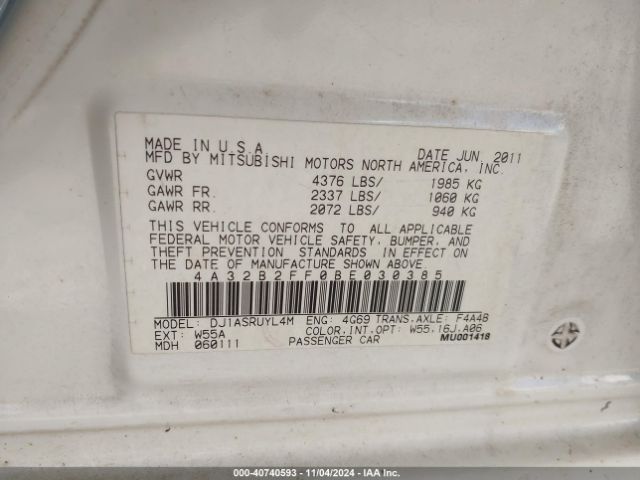 MADE IN U.S.A. DATE JUN 2011
MFD BY MITSUBISHI MOTORS NORTH AMERICA, INC.
GVWR 4376 LBS/ 1985 KG
GAWR FR. 2337 LBS/ 1060 KG
GAWR RR. 2072 LBS/ 940 KG
THIS VEHICLE CONFORMS TO ALL APPLICABLE
FEDERAL MOTOR VEHICLE SAFETY, BUMPER, AND
THEFT PREVENTION STANDARDS IN EFFECT ON
THE DATE OF MANUFACTURE SHOWN ABOVE
4A32B2FF0BE030385
MODEL: DJ1ASRUYL4M ENG: 4G69 TRANS.AXLE: F4A4B
EXT: W55A COLOR.INT.OPT: W55.16J.A06
MDH 060111 PASSENGER CAR MU001418
000-40740593 - 11/04/2024 - IAA Inc.